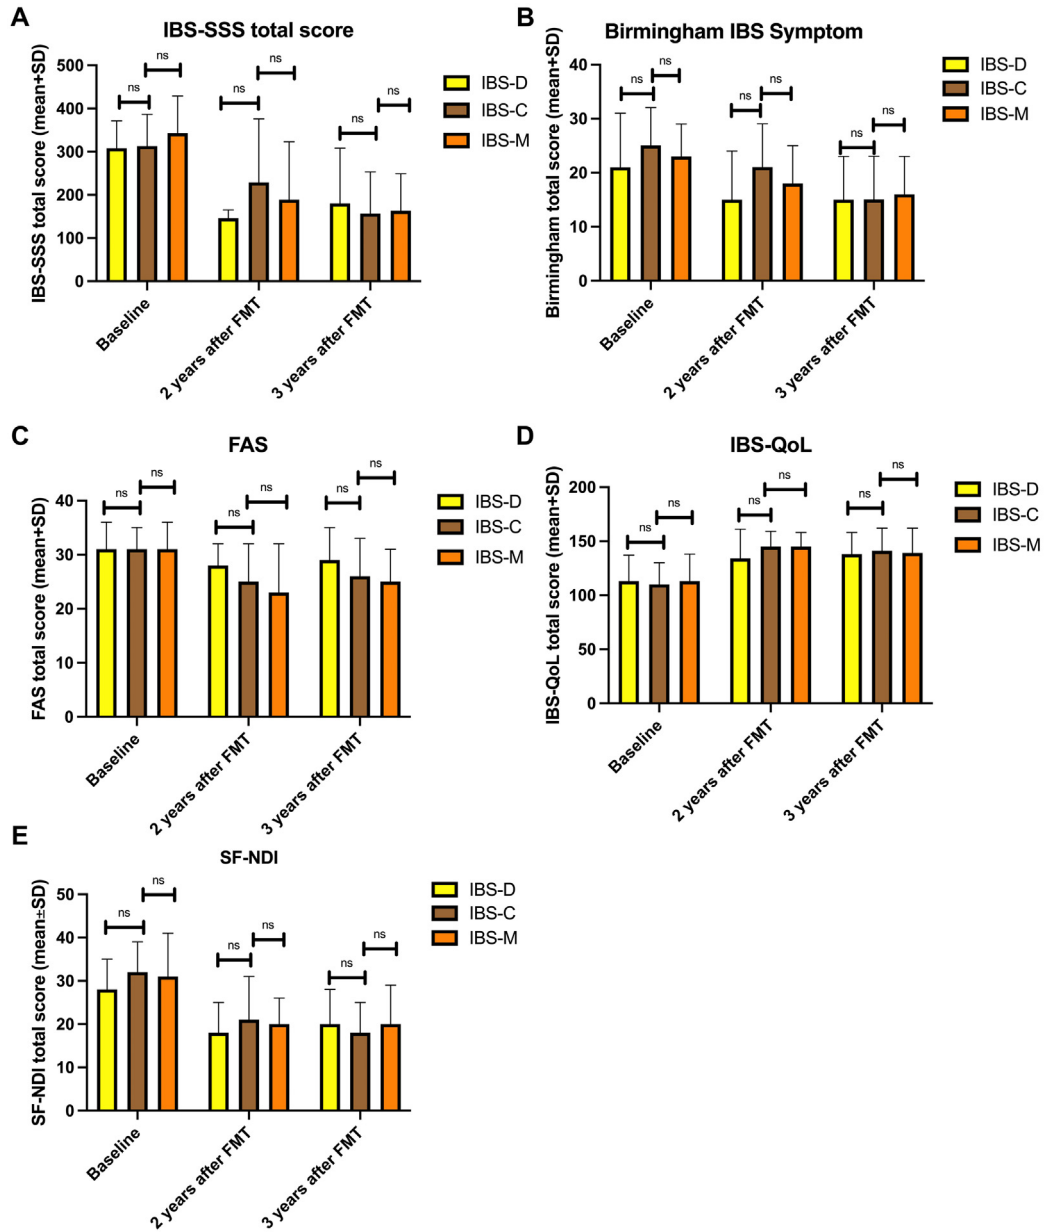 A
IBS-SSS total score
IBS-SSS total score (mean+SD)
500
400
300
200
100
0
ns
ns
ns
ns
ns
ns
Baseline
2 years after FMT
3 years after FMT
IBS-D
IBS-C
IBS-M
B
Birmingham IBS Symptom
Birmingham total score (mean+SD)
40
30
20
10
0
ns
ns
ns
ns
ns
ns
Baseline
2 years after FMT
3 years after FMT
IBS-D
IBS-C
IBS-M
C
FAS
FAS total score (mean+SD)
40
30
20
10
0
ns
ns
ns
ns
ns
ns
Baseline
2 years after FMT
3 years after FMT
IBS-D
IBS-C
IBS-M
D
IBS-QoL
IBS-QoL total score (mean+SD)
200
150
100
50
0
ns
ns
ns
ns
ns
ns
Baseline
2 years after FMT
3 years after FMT
IBS-D
IBS-C
IBS-M
E
SF-NDI
SF-NDI total score (mean±SD)
50
40
30
20
10
0
ns
ns
ns
ns
ns
ns
Baseline
2 years after FMT
3 years after FMT
IBS-D
IBS-C
IBS-M